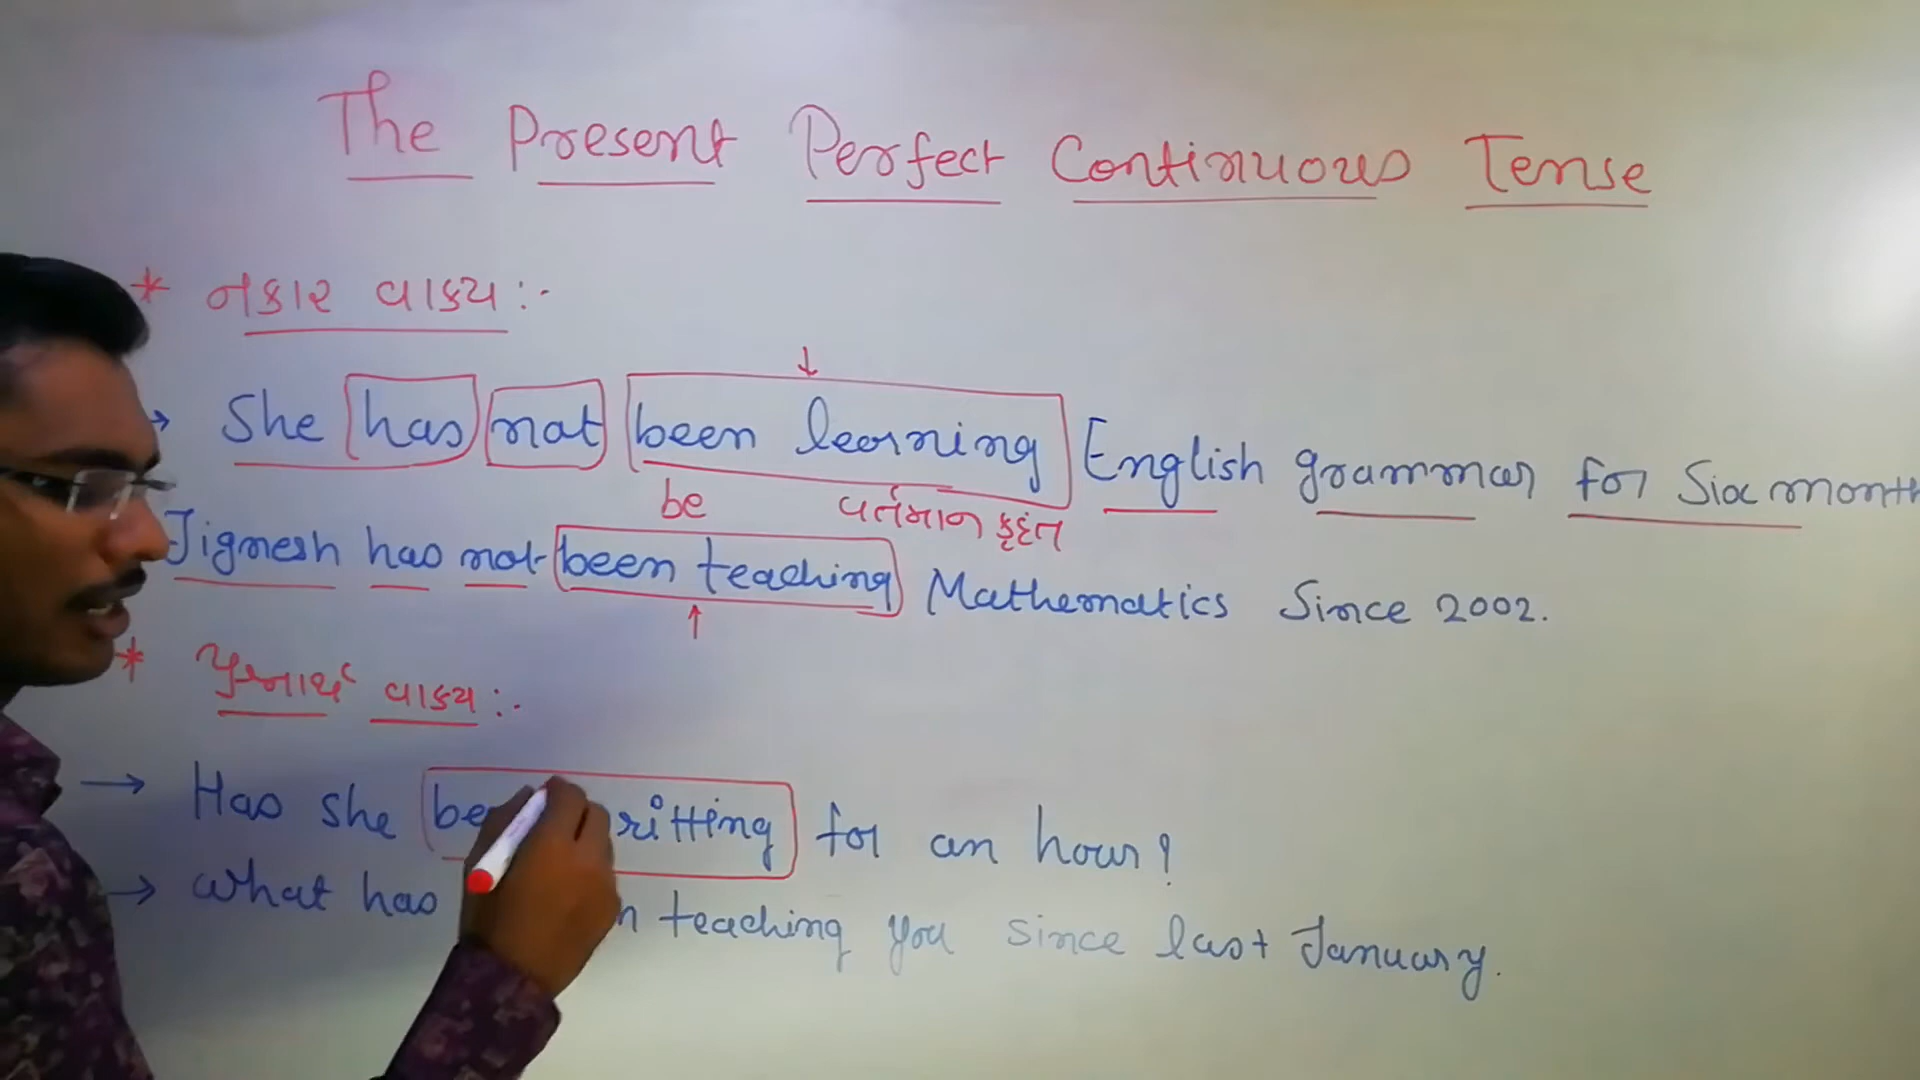 The Present Perfect Continuous Tense
* નકાર વાક્ય :-
→ She has not been learning English grammar for Six month
be વર્તમાન કૃદંત
Jignesh has not been teaching Mathematics Since 2002.
* પ્રશ્નાર્થ વાક્ય :-
→ Has she ritting for an hour?
→ What has teaching you since last January.